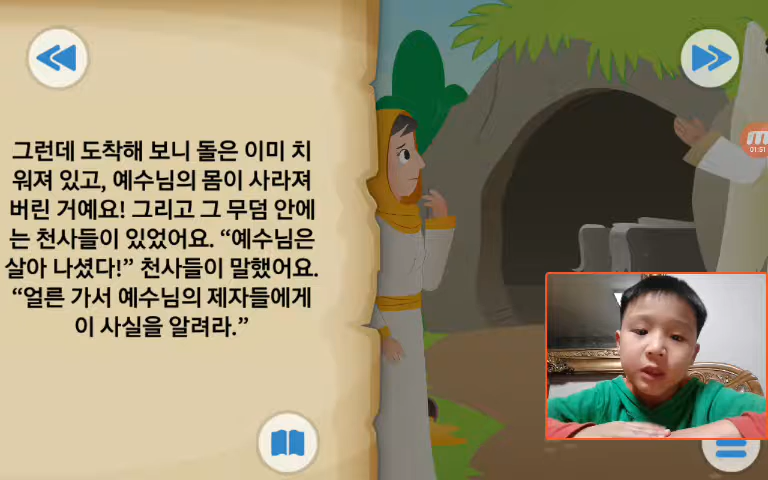 그런데 도착해 보니 돌은 이미 치
워져 있고, 예수님의 몸이 사라져
버린 거예요! 그리고 그 무덤 안에
는 천사들이 있었어요. “예수님은
살아 나셨다!” 천사들이 말했어요.
“얼른 가서 예수님의 제자들에게
이 사실을 알려라.”
01:51